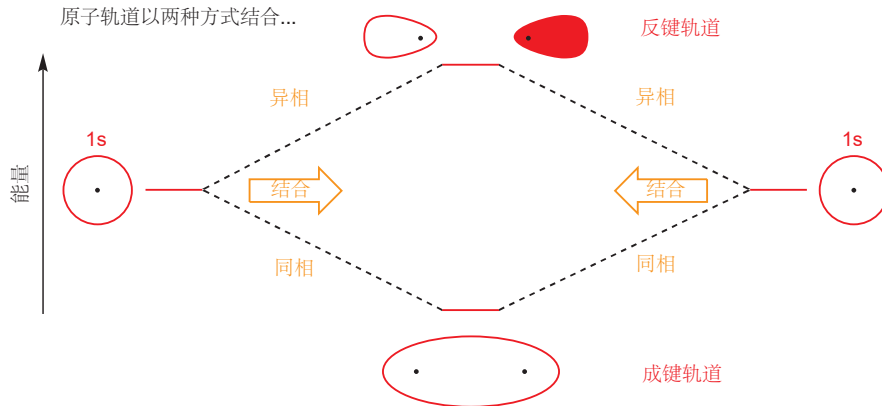 原子轨道以两种方式结合...
反键轨道
异相
异相
1s
1s
能量
结合
结合
同相
同相
成键轨道